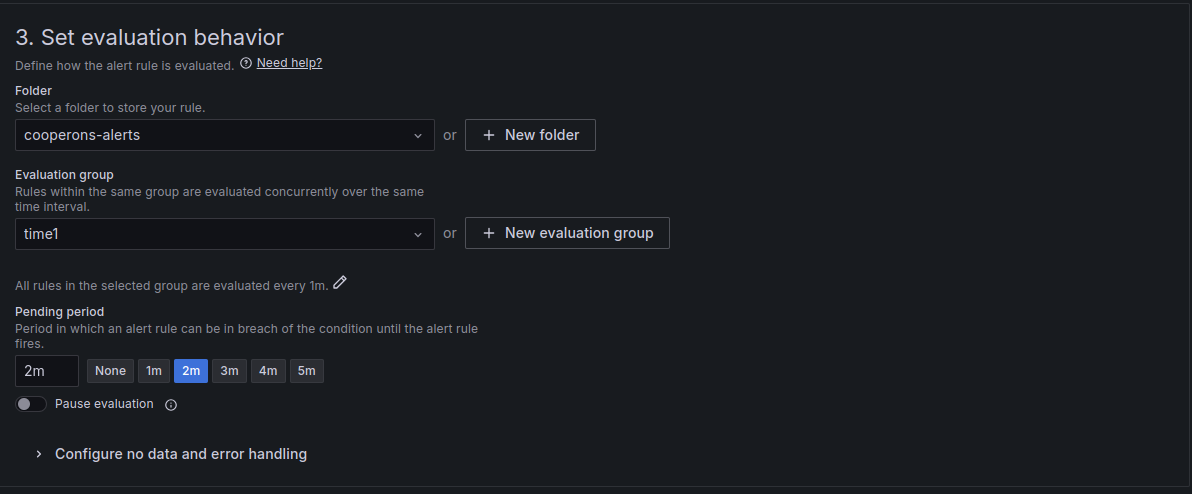 3. Set evaluation behavior
Define how the alert rule is evaluated. Need help?
Folder
Select a folder to store your rule.
cooperons-alerts or + New folder
Evaluation group
Rules within the same group are evaluated concurrently over the same
time interval.
time1 or + New evaluation group
All rules in the selected group are evaluated every 1m.
Pending period
Period in which an alert rule can be in breach of the condition until the alert rule
fires.
2m None 1m 2m 3m 4m 5m
Pause evaluation
Configure no data and error handling